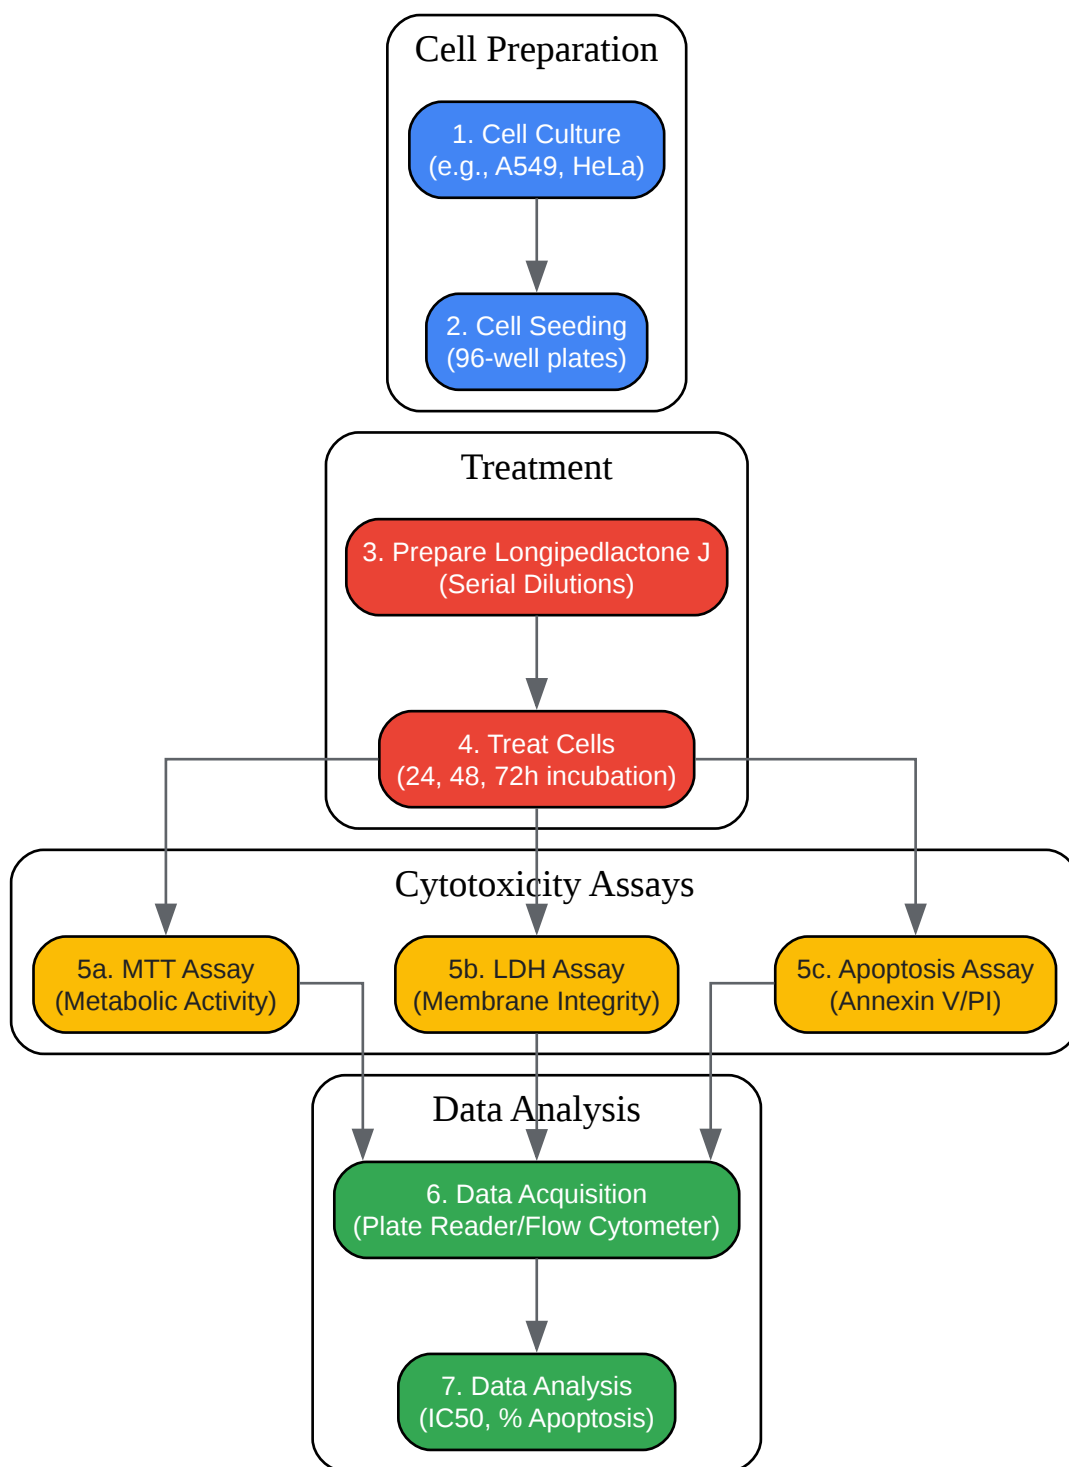 Cell Preparation
1. Cell Culture
(e.g., A549, HeLa)
2. Cell Seeding
(96-well plates)
Treatment
3. Prepare Longipedlactone J
(Serial Dilutions)
4. Treat Cells
(24, 48, 72h incubation)
Cytotoxicity Assays
5a. MTT Assay
(Metabolic Activity)
5b. LDH Assay
(Membrane Integrity)
5c. Apoptosis Assay
(Annexin V/PI)
Data Analysis
6. Data Acquisition
(Plate Reader/Flow Cytometer)
7. Data Analysis
(IC50, % Apoptosis)